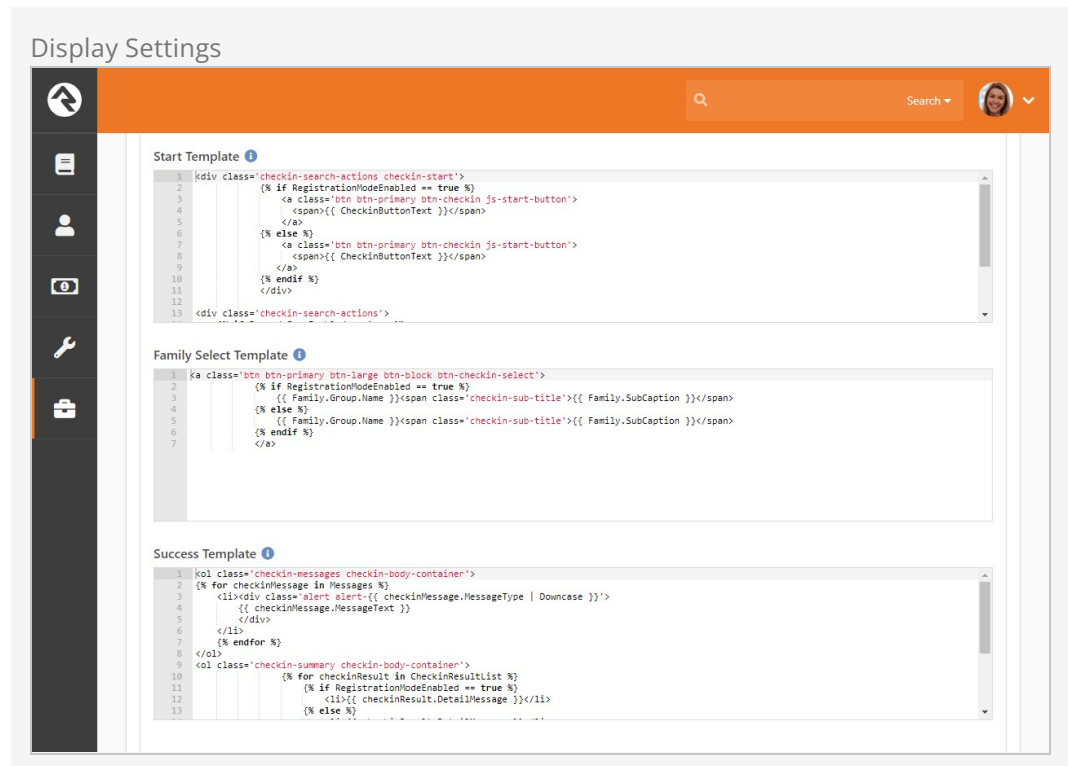 Display Settings
Search
Start Template
1 <div class='checkin-search-actions checkin-start'>
2 {% if RegistrationModeEnabled == true %}
3 <a class='btn btn-primary btn-checkin js-start-button'>
4 <span>{{ CheckinButtonText }}</span>
5 </a>
6 {% else %}
7 <a class='btn btn-primary btn-checkin js-start-button'>
8 <span>{{ CheckinButtonText }}</span>
9 </a>
10 {% endif %}
11 </div>
12
13 <div class='checkin-search-actions'>
Family Select Template
1 <a class='btn btn-primary btn-large btn-block btn-checkin-select'>
2 {% if RegistrationModeEnabled == true %}
3 {{ Family.Group.Name }}<span class='checkin-sub-title'>{{ Family.SubCaption }}</span>
4 {% else %}
5 {{ Family.Group.Name }}<span class='checkin-sub-title'>{{ Family.SubCaption }}</span>
6 {% endif %}
7 </a>
Success Template
1 <ol class='checkin-messages checkin-body-container'>
2 {% for checkinMessage in Messages %}
3 <li><div class='alert alert-{{ checkinMessage.MessageType | Downcase }}'>
4 {{ checkinMessage.MessageText }}
5 </div>
6 </li>
7 {% endfor %}
8 </ol>
9 <ol class='checkin-summary checkin-body-container'>
10 {% for checkinResult in CheckinResultList %}
11 {% if RegistrationModeEnabled == true %}
12 <li>{{ checkinResult.DetailMessage }}</li>
13 {% else %}